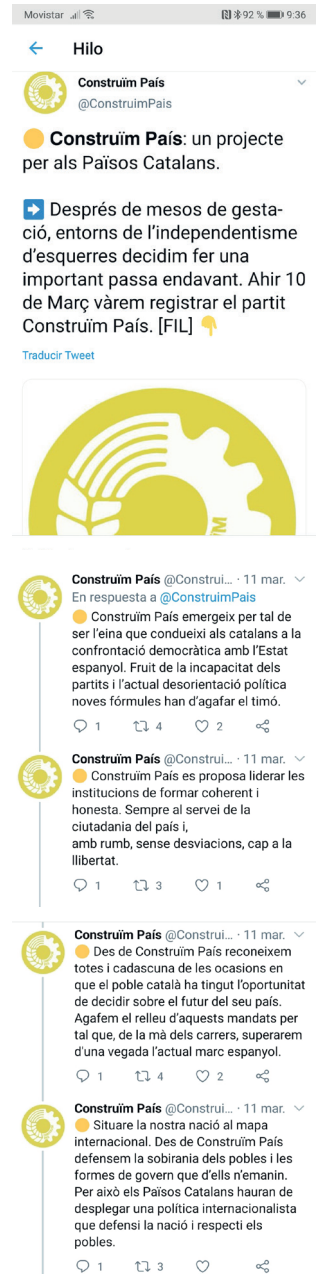 Movistar 92 % 9:36
Hilo
Construïm País
@ConstruimPais
Construïm País: un projecte
per als Països Catalans.
Després de mesos de gesta-
ció, entorns de l'independentisme
d'esquerres decidim fer una
important passa endavant. Ahir 10
de Març vàrem registrar el partit
Construïm País. [FIL]
Traducir Tweet
Construïm País @Construi... · 11 mar.
En respuesta a @ConstruimPais
Construïm País emergeix per tal de
ser l'eina que condueixi als catalans a la
confrontació democràtica amb l'Estat
espanyol. Fruit de la incapacitat dels
partits i l'actual desorientació política
noves fórmules han d'agafar el timó.
1 4 2
Construïm País @Construi... · 11 mar.
Construïm País es proposa liderar les
institucions de formar coherent i
honesta. Sempre al servei de la
ciutadania del país i,
amb rumb, sense desviacions, cap a la
llibertat.
1 3 1
Construïm País @Construi... · 11 mar.
Des de Construïm País reconeixem
totes i cadascuna de les ocasions en
que el poble català ha tingut l'oportunitat
de decidir sobre el futur del seu país.
Agafem el relleu d'aquests mandats per
tal que, de la mà dels carrers, superarem
d'una vegada l'actual marc espanyol.
1 4 2
Construïm País @Construi... · 11 mar.
Situare la nostra nació al mapa
internacional. Des de Construïm País
defensem la sobirania dels pobles i les
formes de govern que d'ells n'emanin.
Per això els Països Catalans hauran de
desplegar una política internacionalista
que defensi la nació i respecti els
pobles.
1 3